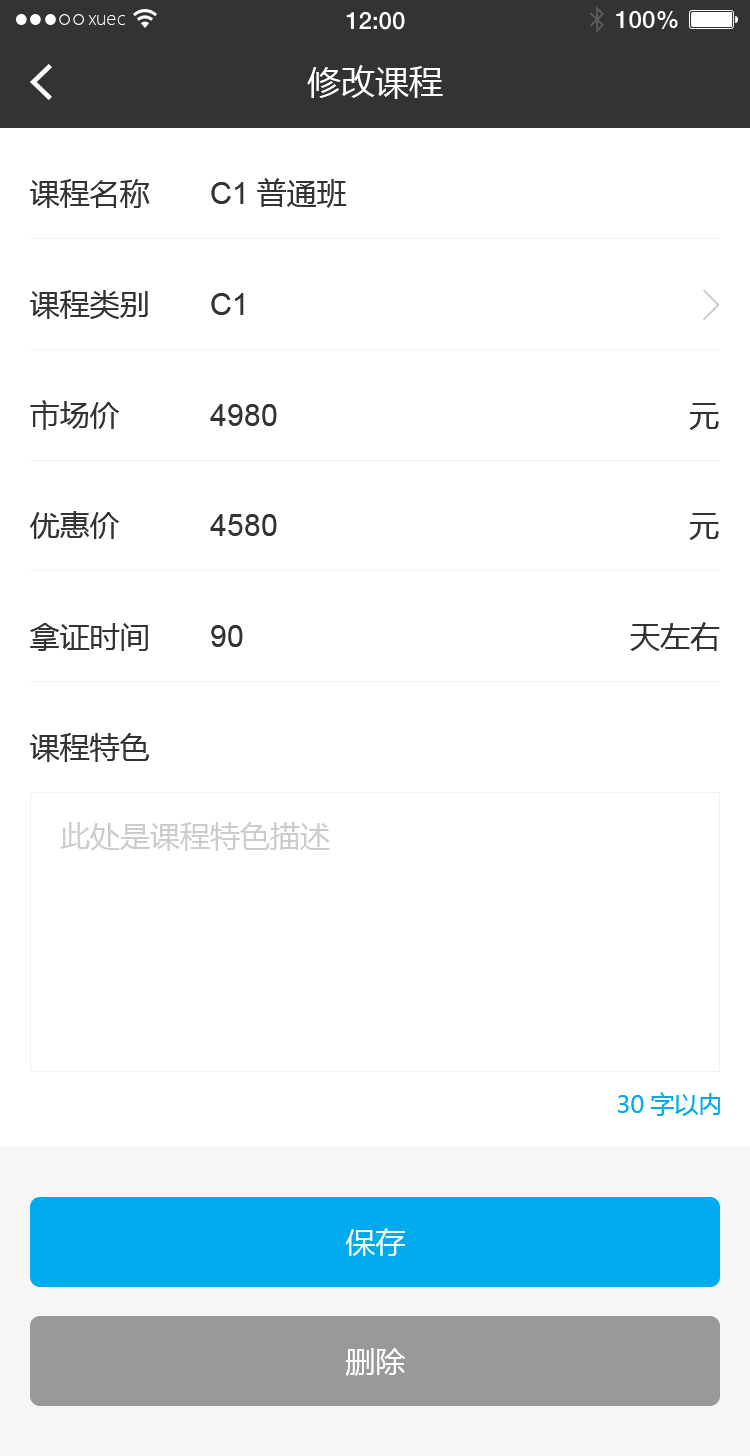 xuec 12:00 100%
修改课程
课程名称 C1 普通班
课程类别 C1
市场价 4980 元
优惠价 4580 元
拿证时间 90 天左右
课程特色
此处是课程特色描述
30 字以内
保存
删除